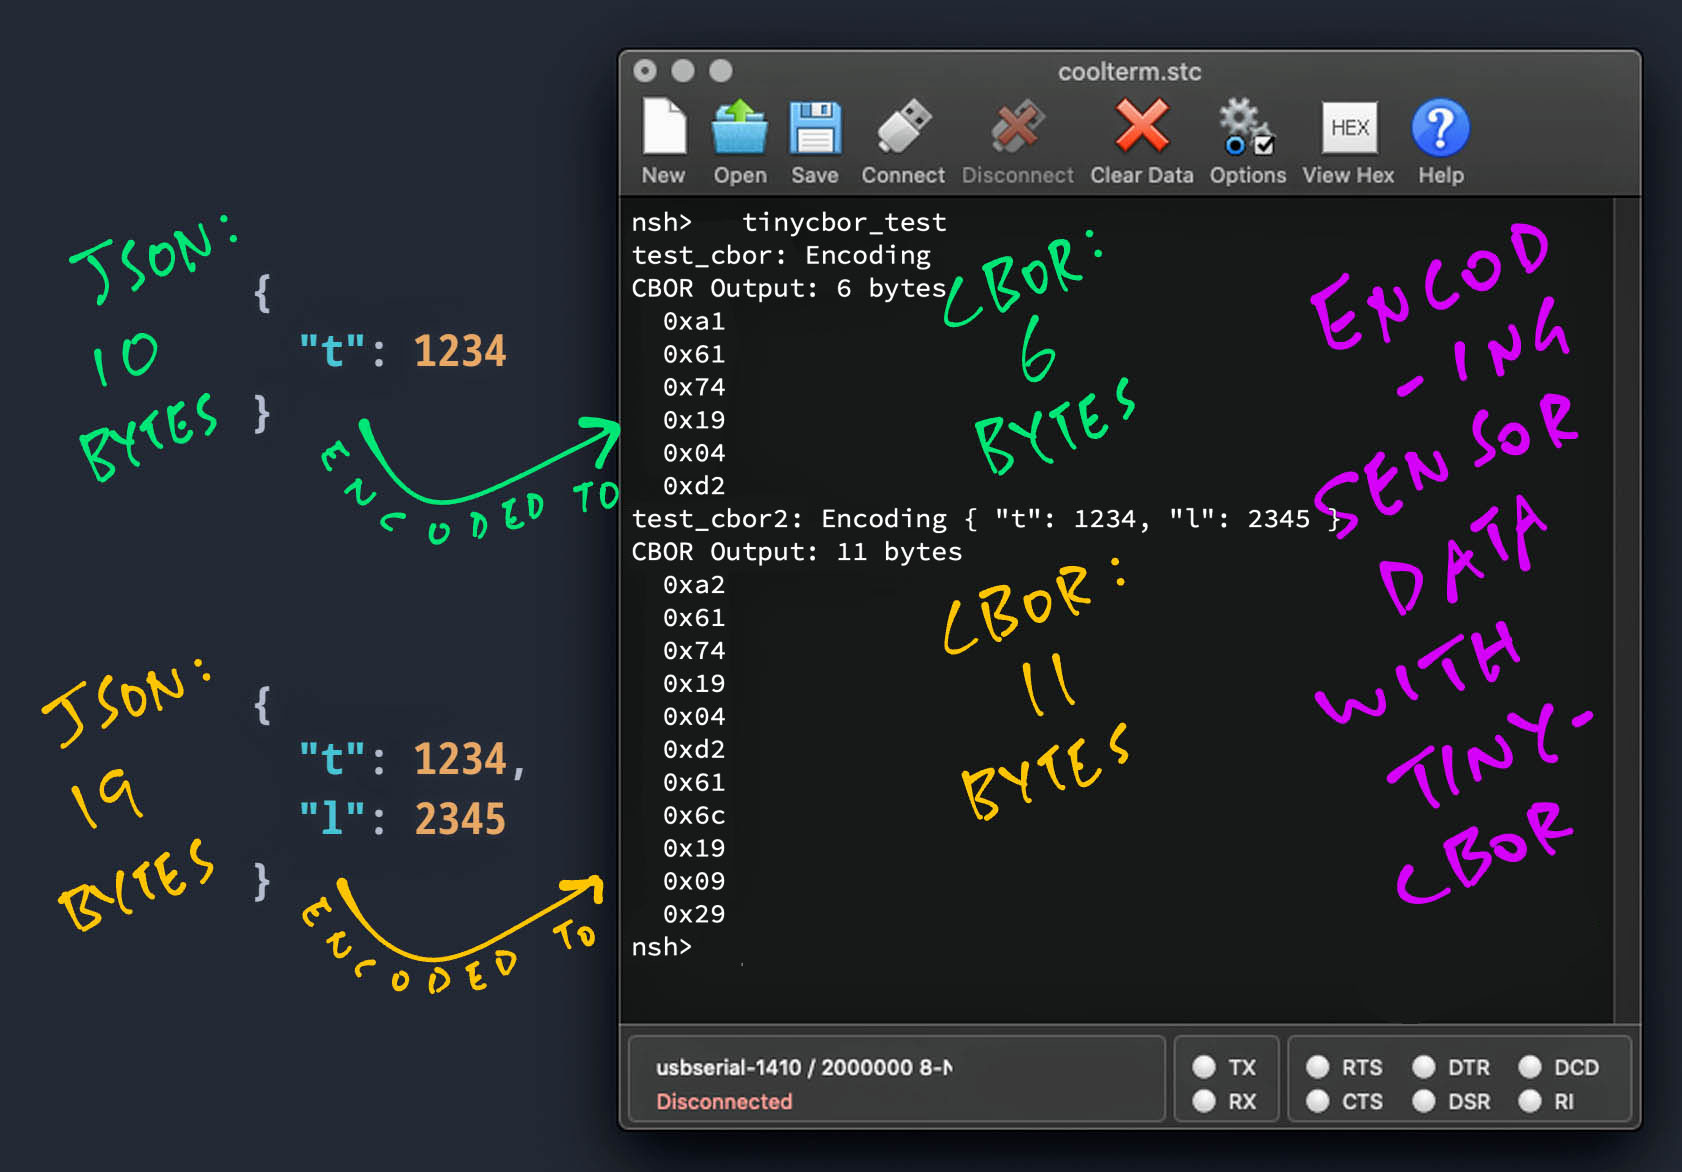 JSON:
10
BYTES
{
"t": 1234
}
ENCODED TO
JSON:
19
BYTES
{
"t": 1234,
"l": 2345
}
ENCODED TO
coolterm.stc
New Open Save Connect Disconnect Clear Data Options HEX View Hex ? Help
nsh> tinycbor_test
test_cbor: Encoding
CBOR Output: 6 bytes
0xa1
0x61
0x74
0x19
0x04
0xd2
test_cbor2: Encoding { "t": 1234, "l": 2345 }
CBOR Output: 11 bytes
0xa2
0x61
0x74
0x19
0x04
0xd2
0x61
0x6c
0x19
0x09
0x29
nsh>
CBOR:
6
BYTES
CBOR:
11
BYTES
ENCOD
-ING
SENSOR
DATA
WITH
TINY-
CBOR
usbserial-1410 / 2000000 8-N
Disconnected
TX RTS DTR DCD
RX CTS DSR RI